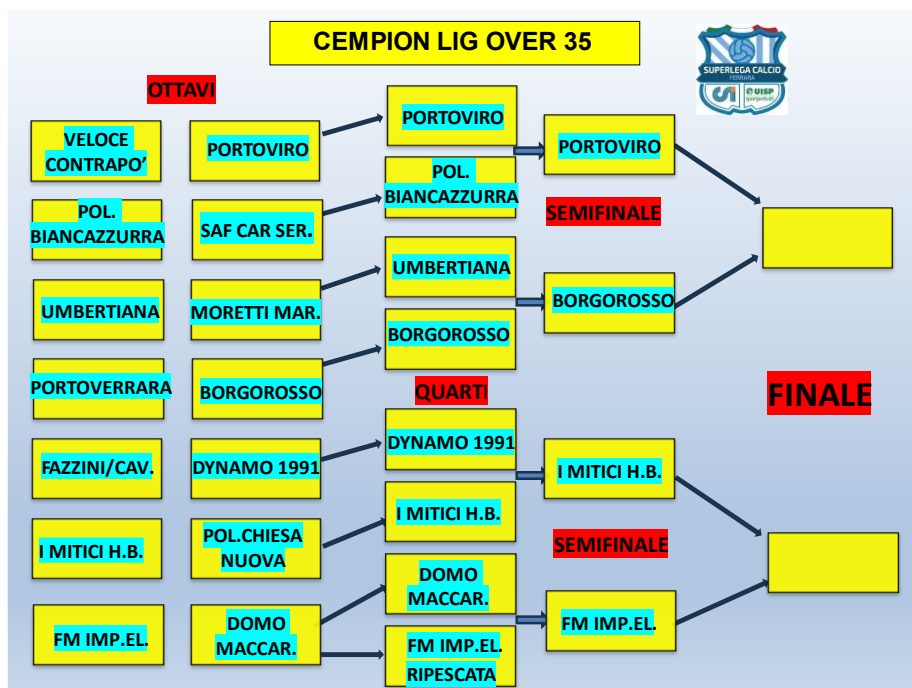 CEMPION LIG OVER 35
SUPERLEGA CALCIO
FERRARA
CSI
UISP
sportpertutti
OTTAVI
VELOCE
CONTRAPO’
PORTOVIRO
POL.
BIANCAZZURRA
SAF CAR SER.
UMBERTIANA
MORETTI MAR.
PORTOVERRARA
BORGOROSSO
FAZZINI/CAV.
DYNAMO 1991
I MITICI H.B.
POL.CHIESA
NUOVA
FM IMP.EL.
DOMO
MACCAR.
PORTOVIRO
POL.
BIANCAZZURRA
UMBERTIANA
BORGOROSSO
QUARTI
DYNAMO 1991
I MITICI H.B.
DOMO
MACCAR.
FM IMP.EL.
RIPESCATA
PORTOVIRO
SEMIFINALE
BORGOROSSO
I MITICI H.B.
SEMIFINALE
FM IMP.EL.
FINALE